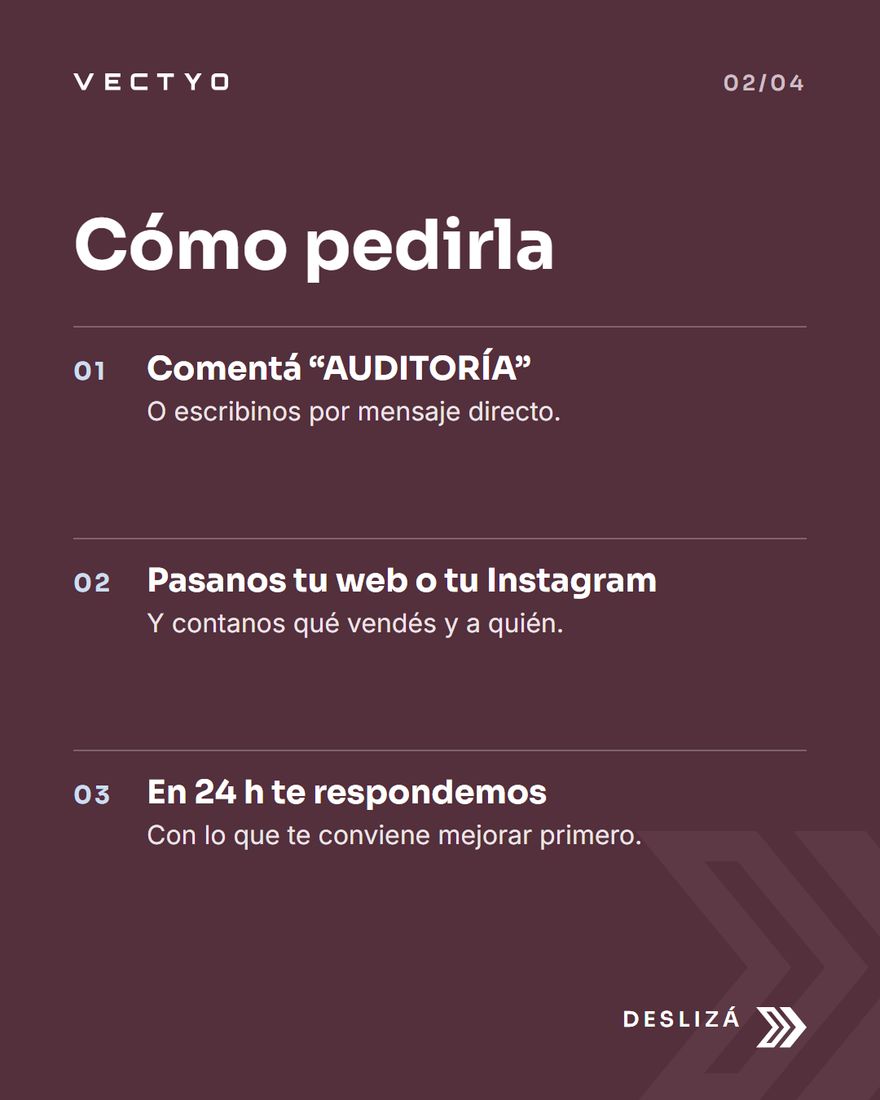 VECTYO
02/04
Cómo pedirla
01 Comentá “AUDITORÍA”
O escribinos por mensaje directo.
02 Pasanos tu web o tu Instagram
Y contanos qué vendés y a quién.
03 En 24 h te respondemos
Con lo que te conviene mejorar primero.
DESLIZÁ